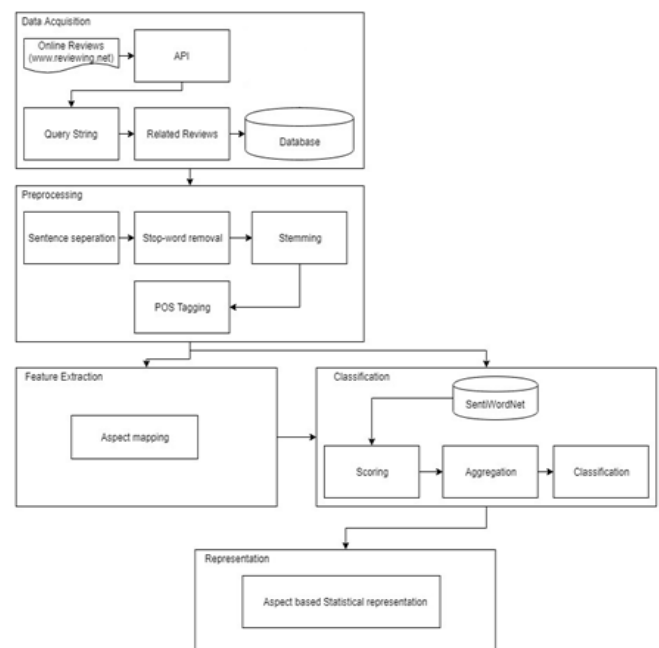 Data Acquisition
Online Reviews
(www.reviewing.net)
API
Query String
Related Reviews
Database
Preprocessing
Sentence seperation
Stop-word removal
Stemming
POS Tagging
Feature Extraction
Aspect mapping
Classification
SentiWordNet
Scoring
Aggregation
Classification
Representation
Aspect based Statistical representation